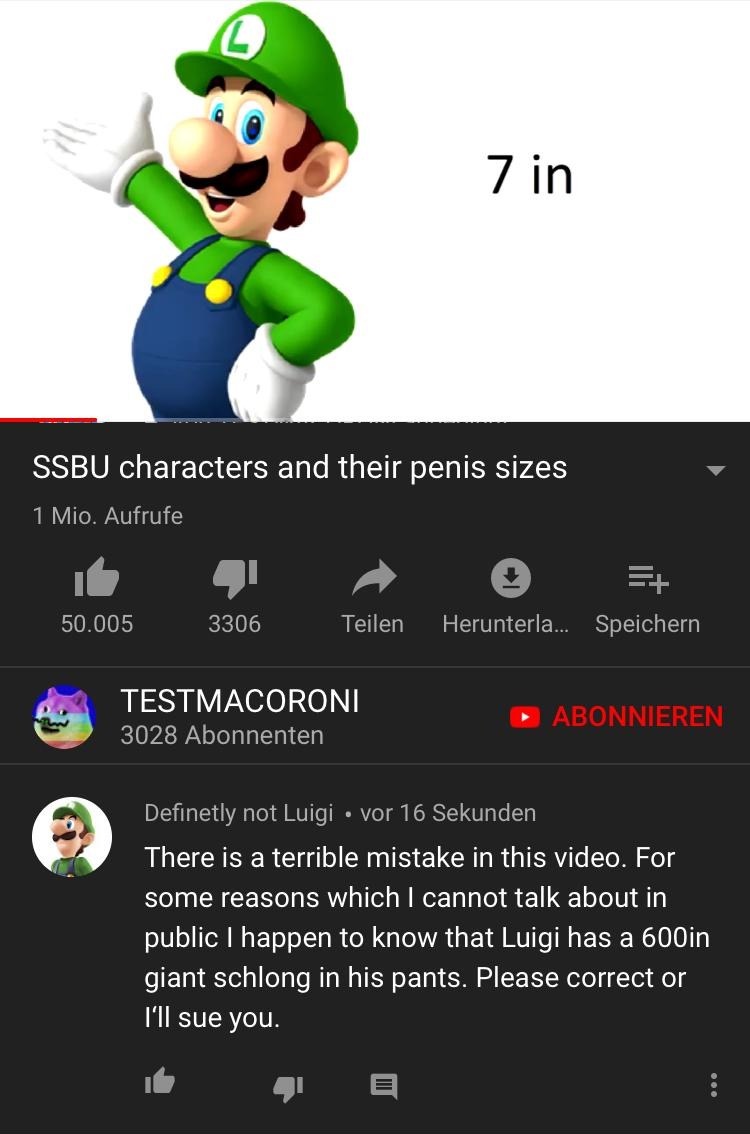 L
7 in
SSBU characters and their penis sizes
1 Mio. Aufrufe
50.005
3306
Teilen
Herunterla...
Speichern
TESTMACORONI
3028 Abonnenten
ABONNIEREN
Definetly not Luigi • vor 16 Sekunden
There is a terrible mistake in this video. For
some reasons which I cannot talk about in
public I happen to know that Luigi has a 600in
giant schlong in his pants. Please correct or
I‘ll sue you.